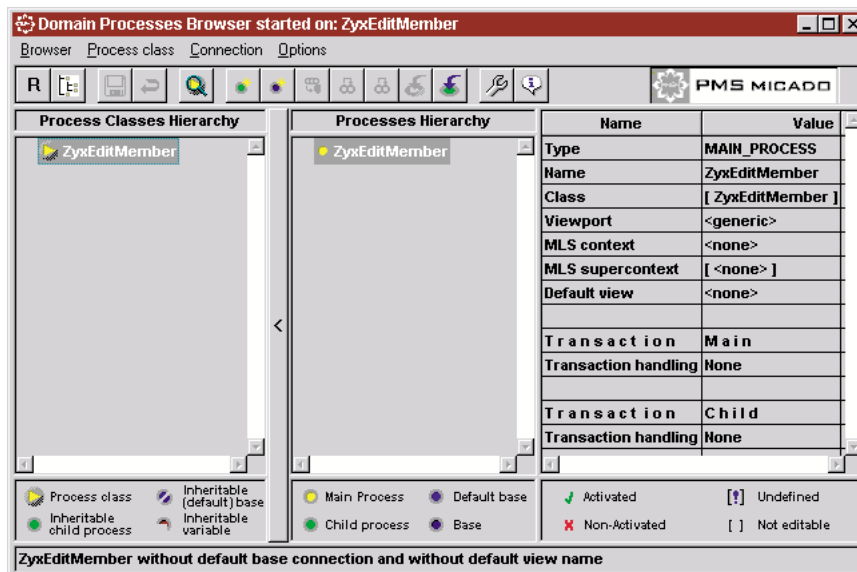 Domain Processes Browser started on: ZyxEditMember
Browser Process class Connection Options
R
PMS MICADO
Process Classes Hierarchy
ZyxEditMember
<
Processes Hierarchy
ZyxEditMember
Name Value
Type MAIN_PROCESS
Name ZyxEditMember
Class [ ZyxEditMember ]
Viewport <generic>
MLS context <none>
MLS supercontext [ <none> ]
Default view <none>
Transaction Main
Transaction handling None
Transaction Child
Transaction handling None
Process class
Inheritable
(default) base
Inheritable
child process
Inheritable
variable
Main Process Default base
Child process Base
Activated [!] Undefined
Non-Activated [ ] Not editable
ZyxEditMember without default base connection and without default view name